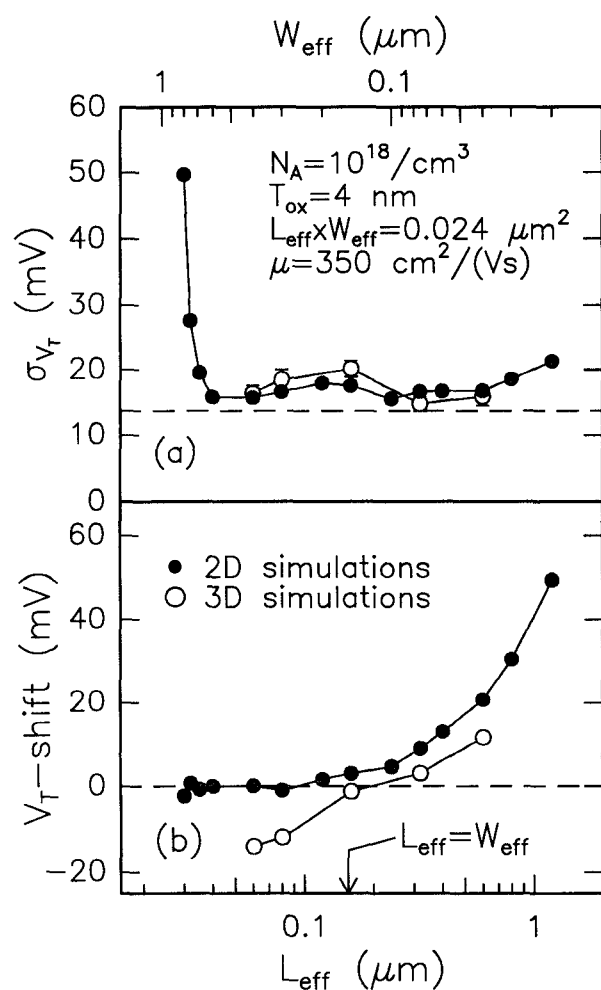 W_eff (μm)
1 0.1
60
50
40
30
20
10
0
σ_V_T (mV)
N_A=10^18/cm^3
T_ox=4 nm
L_eff×W_eff=0.024 μm^2
μ=350 cm^2/(Vs)
(a)
60
40
20
0
-20
V_T-shift (mV)
2D simulations
3D simulations
(b)
L_eff=W_eff
0.1 1
L_eff (μm)